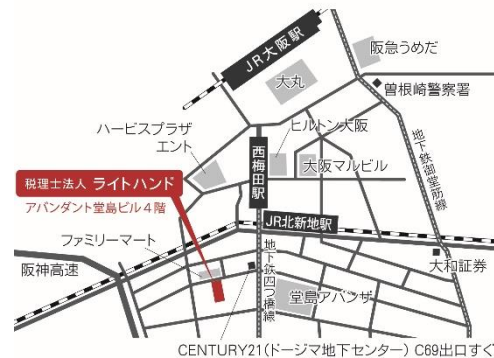 JR大阪駅
阪急うめだ
大丸
曽根崎警察署
ハービスプラザ
エント
ヒルトン大阪
西梅田駅
大阪マルビル
地下鉄御堂筋線
税理士法人 ライトハンド
アバンダント堂島ビル4階
JR北新地駅
ファミリーマート
阪神高速
地下鉄四つ橋線
大和証券
堂島アバンザ
CENTURY21(ドージマ地下センター) C69出口すぐ